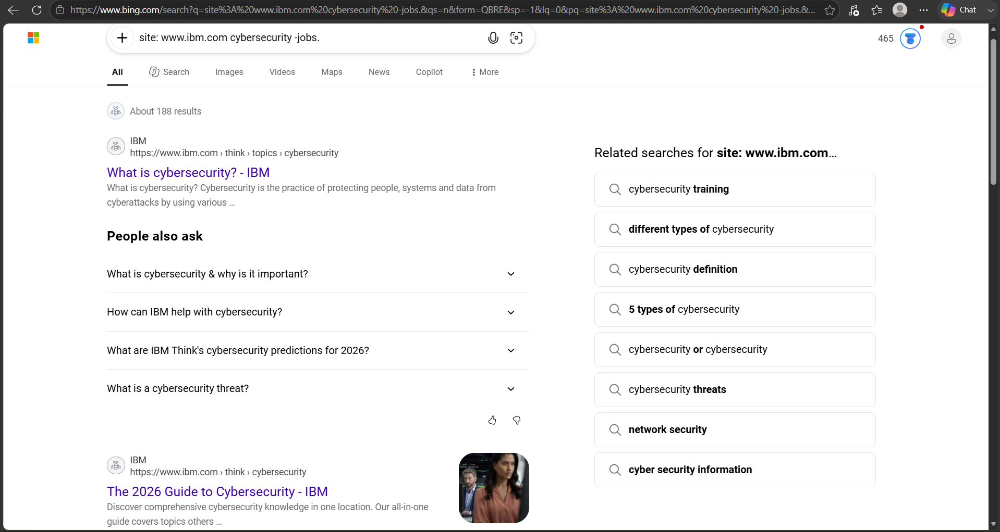 https://www.bing.com/search?q=site%3A%20www.ibm.com%20cybersecurity%20-jobs.&qs=n&form=QBRE&sp=-1&lq=0&pq=site%3A%20www.ibm.com%20cybersecurity%20-jobs.&...
Chat
site: www.ibm.com cybersecurity -jobs.
465
All
Search
Images
Videos
Maps
News
Copilot
More
About 188 results
IBM
https://www.ibm.com › think › topics › cybersecurity
What is cybersecurity? - IBM
What is cybersecurity? Cybersecurity is the practice of protecting people, systems and data from
cyberattacks by using various ...
People also ask
What is cybersecurity & why is it important?
How can IBM help with cybersecurity?
What are IBM Think's cybersecurity predictions for 2026?
What is a cybersecurity threat?
IBM
https://www.ibm.com › think › cybersecurity
The 2026 Guide to Cybersecurity - IBM
Discover comprehensive cybersecurity knowledge in one location. Our all-in-one
guide covers topics others ...
Related searches for site: www.ibm.com...
cybersecurity training
different types of cybersecurity
cybersecurity definition
5 types of cybersecurity
cybersecurity or cybersecurity
cybersecurity threats
network security
cyber security information